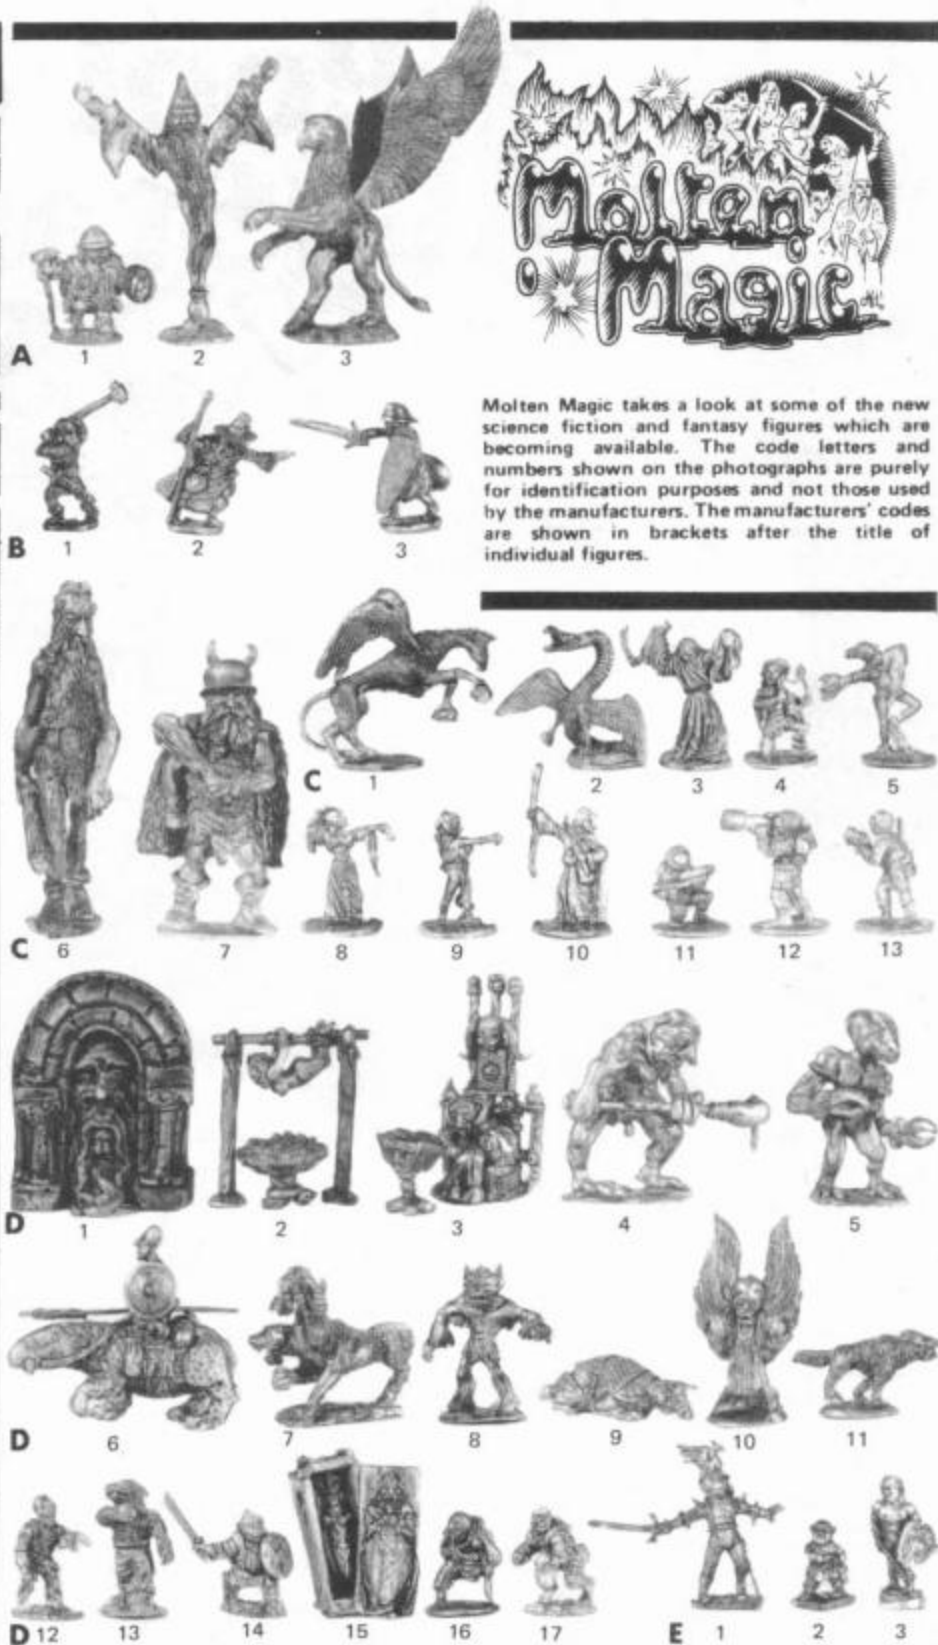 Molten
Magic
A 1 2 3
Molten Magic takes a look at some of the new
science fiction and fantasy figures which are
becoming available. The code letters and
numbers shown on the photographs are purely
for identification purposes and not those used
by the manufacturers. The manufacturers' codes
are shown in brackets after the title of
individual figures.
B 1 2 3
C 1 2 3 4 5
C 6 7 8 9 10 11 12 13
D 1 2 3 4 5
D 6 7 8 9 10 11
D 12 13 14 15 16 17 E 1 2 3